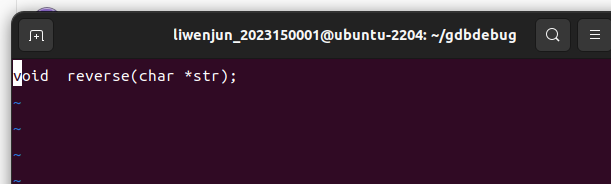 liwenjun_2023150001@ubuntu-2204: ~/gdbdebug
void  reverse(char *str);
~
~
~
~